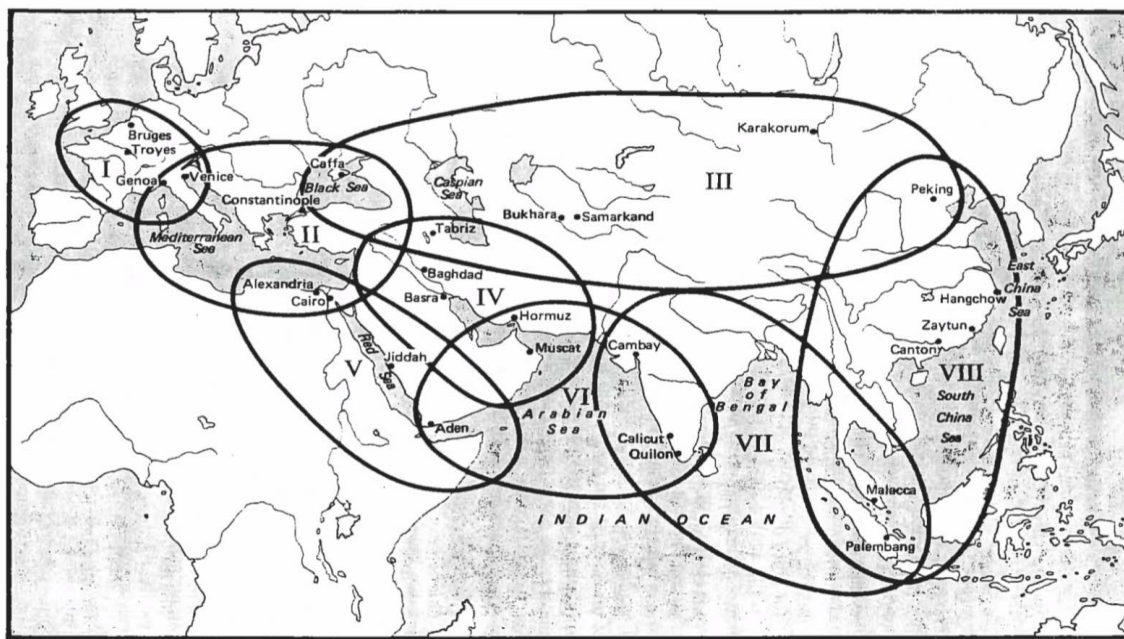 Bruges
Troyes
I
Genoa
Venice
Caffa
Black Sea
Constantinople
II
Mediterranean
Sea
Caspian
Sea
Karakorum
III
Peking
Bukhara
Samarkand
Tabriz
Baghdad
Basra
IV
Alexandria
Cairo
Hormuz
Muscat
Red
Sea
V
Jiddah
Aden
VI
Arabian
Sea
Cambay
Bay
of
Bengal
VII
Calicut
Quilon
East
China
Sea
Hangchow
Zaytun
Canton
VIII
South
China
Sea
Malacca
Palembang
INDIAN OCEAN